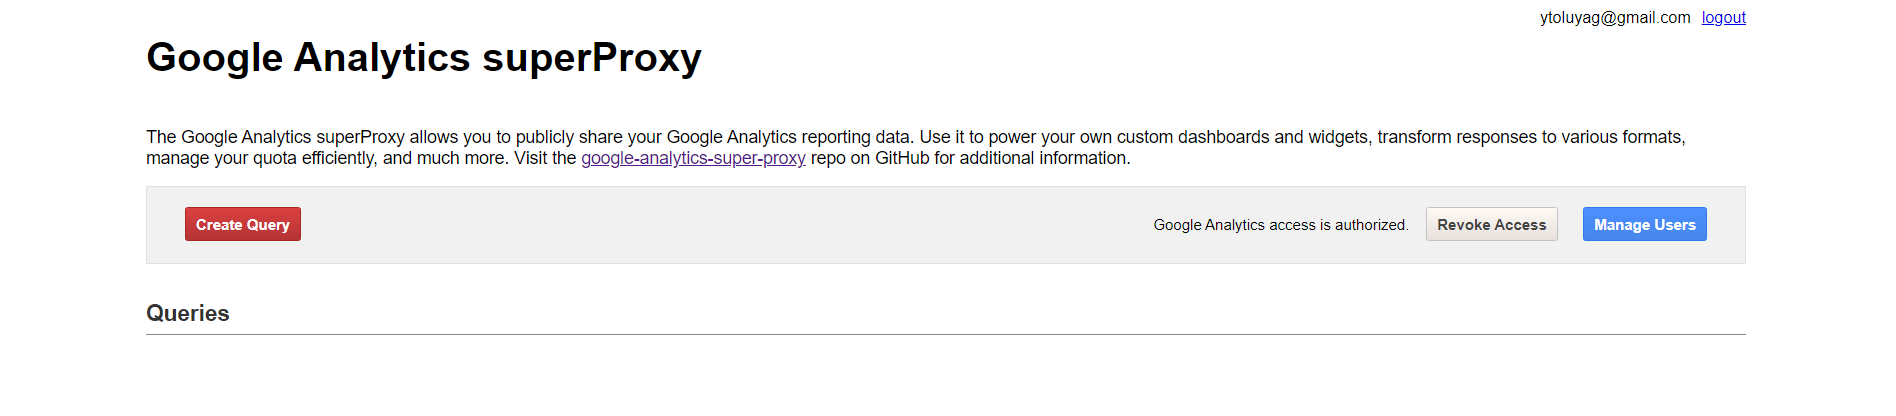 ytoluyag@gmail.com logout
Google Analytics superProxy
The Google Analytics superProxy allows you to publicly share your Google Analytics reporting data. Use it to power your own custom dashboards and widgets, transform responses to various formats,
manage your quota efficiently, and much more. Visit the google-analytics-super-proxy repo on GitHub for additional information.
Create Query Google Analytics access is authorized. Revoke Access Manage Users
Queries